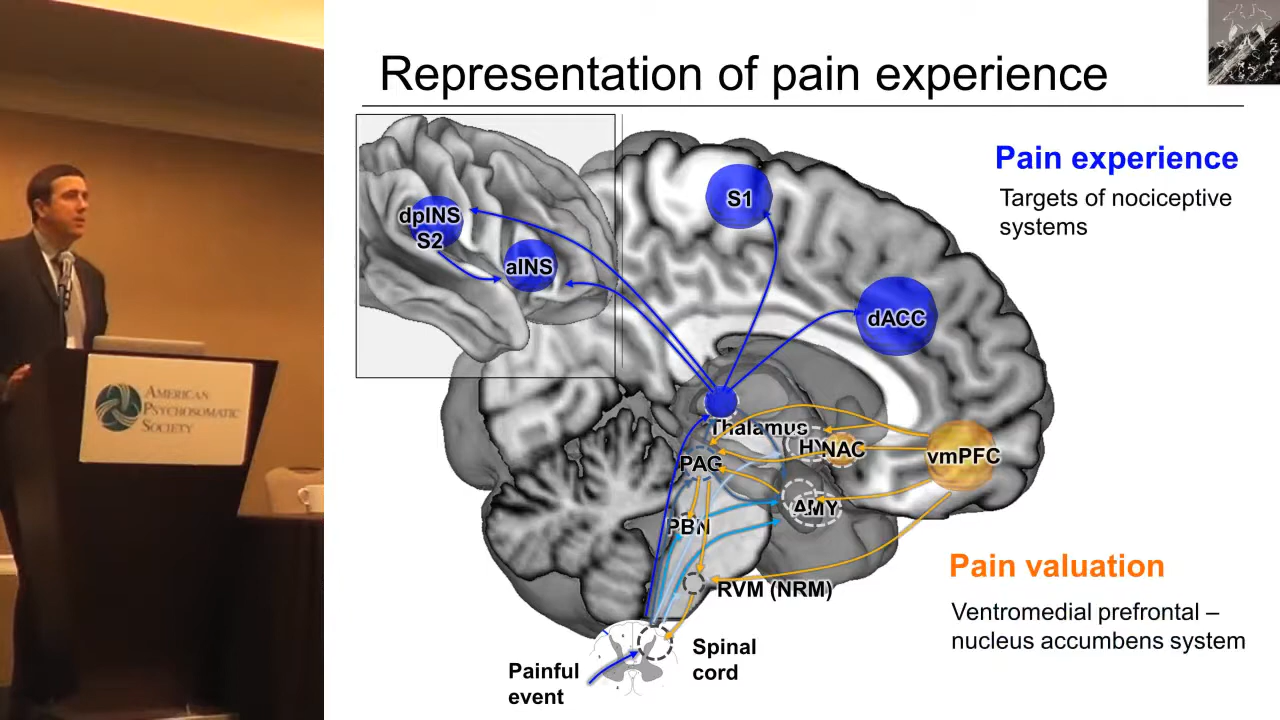 Representation of pain experience
Pain experience
Targets of nociceptive
systems
S1
dpINS
S2
aINS
dACC
Thalamus
HY
NAC
vmPFC
PAG
AMY
PBN
RVM (NRM)
Pain valuation
Ventromedial prefrontal –
nucleus accumbens system
Spinal
cord
Painful
event
AMERICAN
PSYCHOSOMATIC
SOCIETY